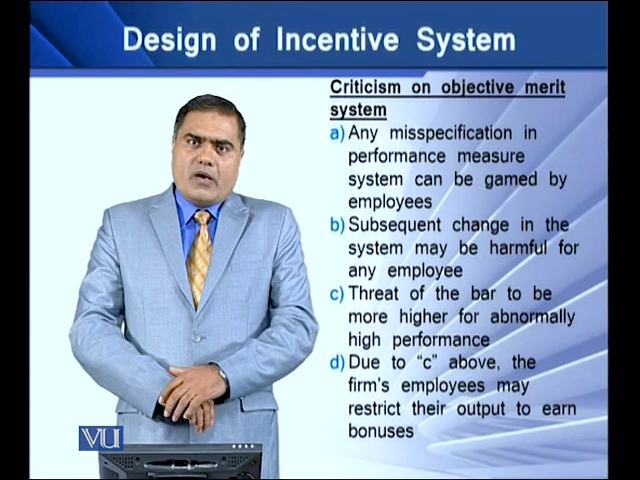 Design of Incentive System
Criticism on objective merit
system
a) Any misspecification in
performance measure
system can be gamed by
employees
b) Subsequent change in the
system may be harmful for
any employee
c) Threat of the bar to be
more higher for abnormally
high performance
d) Due to “c” above, the
firm's employees may
restrict their output to earn
bonuses
VU